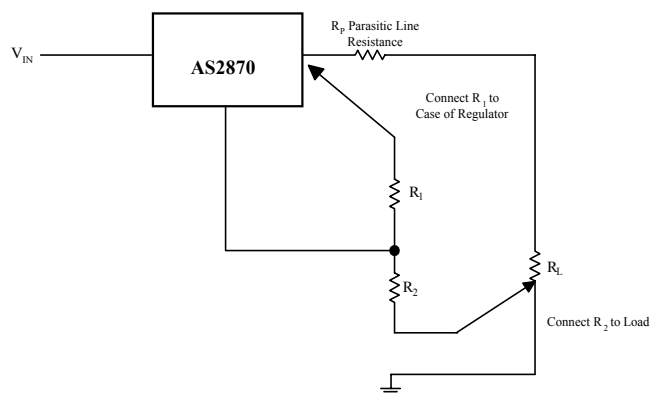 R_P Parasitic Line
Resistance
V_IN
AS2870
Connect R_1 to
Case of Regulator
R_1
R_L
R_2
Connect R_2 to Load